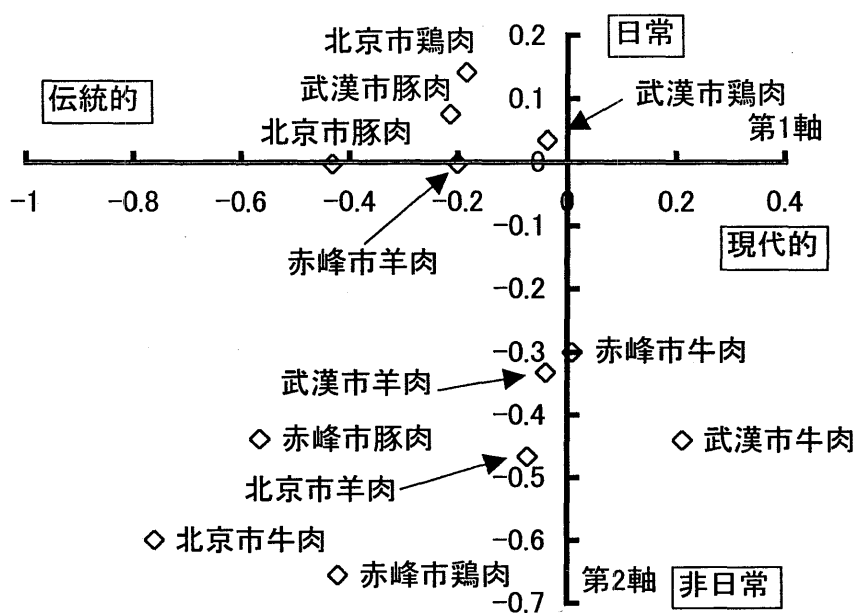 北京市鶏肉
0.2
日常
武漢市豚肉
0.1
武漢市鶏肉
伝統的
北京市豚肉
第1軸
0
-1
-0.8
-0.6
-0.4
-0.2
0
0.2
0.4
-0.1
赤峰市羊肉
現代的
-0.2
-0.3
赤峰市牛肉
武漢市羊肉
-0.4
赤峰市豚肉
武漢市牛肉
北京市羊肉
-0.5
北京市牛肉
-0.6
赤峰市鶏肉
第2軸
非日常
-0.7